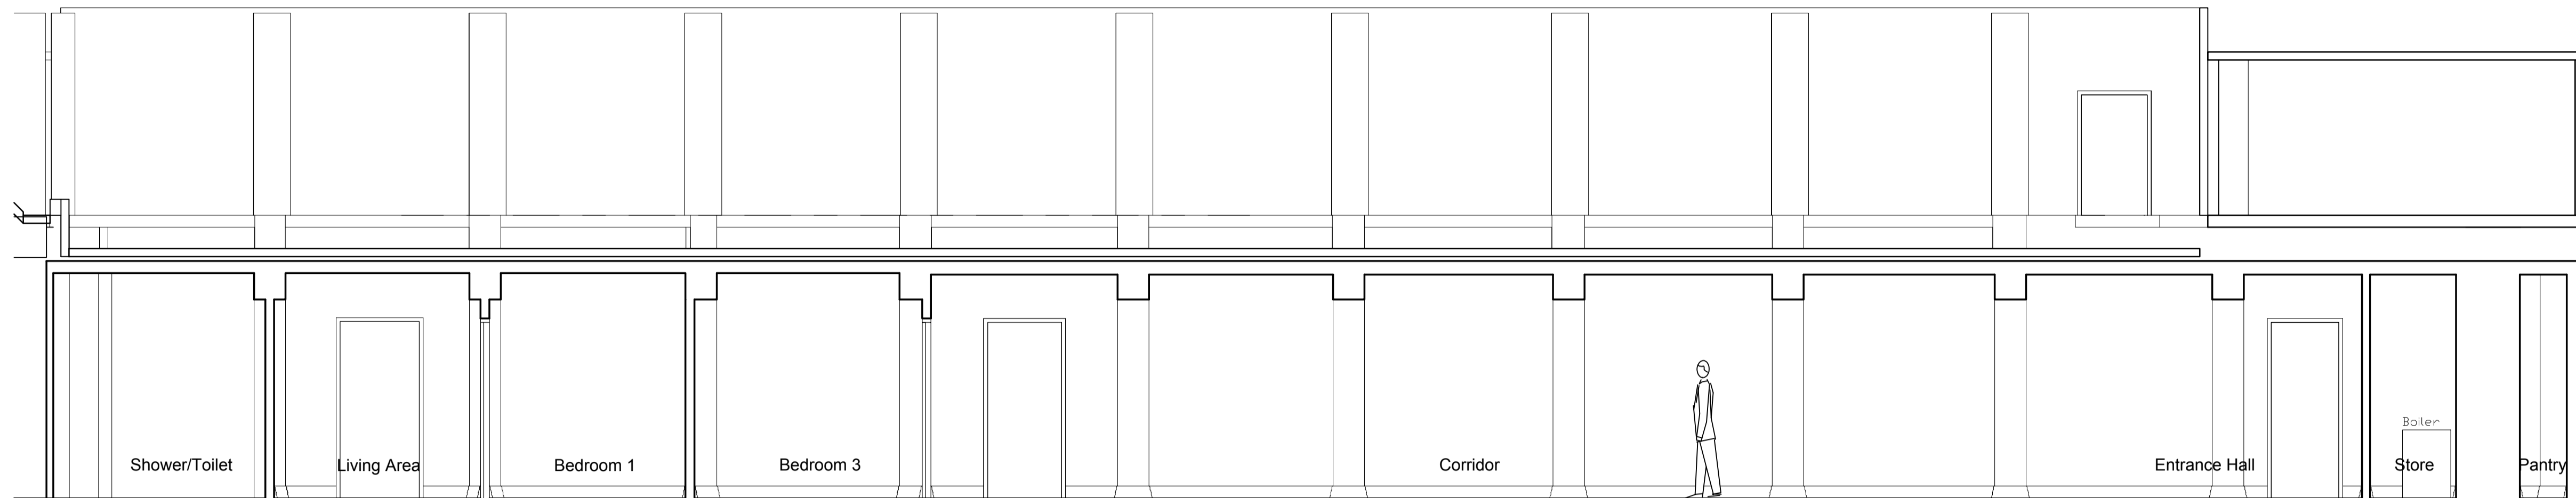 Boiler
Shower/Toilet
Living Area
Bedroom 1
Bedroom 3
Corridor
Entrance Hall
Store
Pantry